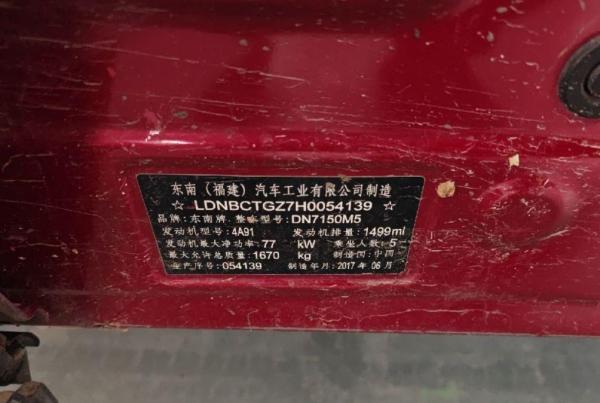 东南（福建）汽车工业有限公司制造
☆ LDNBCTGZ7H0054139 ☆
品牌:东南牌 整车型号:DN7150M5
发动机型号:4A91 发动机排量:1499ml
发动机最大净功率:77 kW 乘坐人数:5
最大允许总质量:1670 kg 制造国:中国
生产序号:054139 制造年月:2017年06月